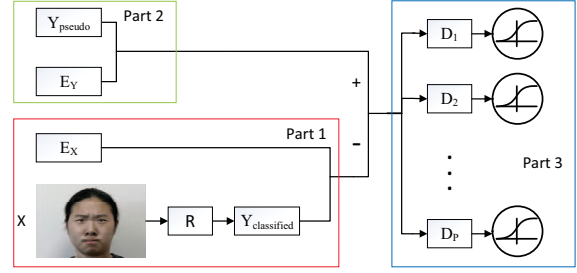 Part 2
Y_pseudo
E_Y
+
Part 1
E_X
-
X
R
Y_classified
D_1
D_2
Part 3
D_P